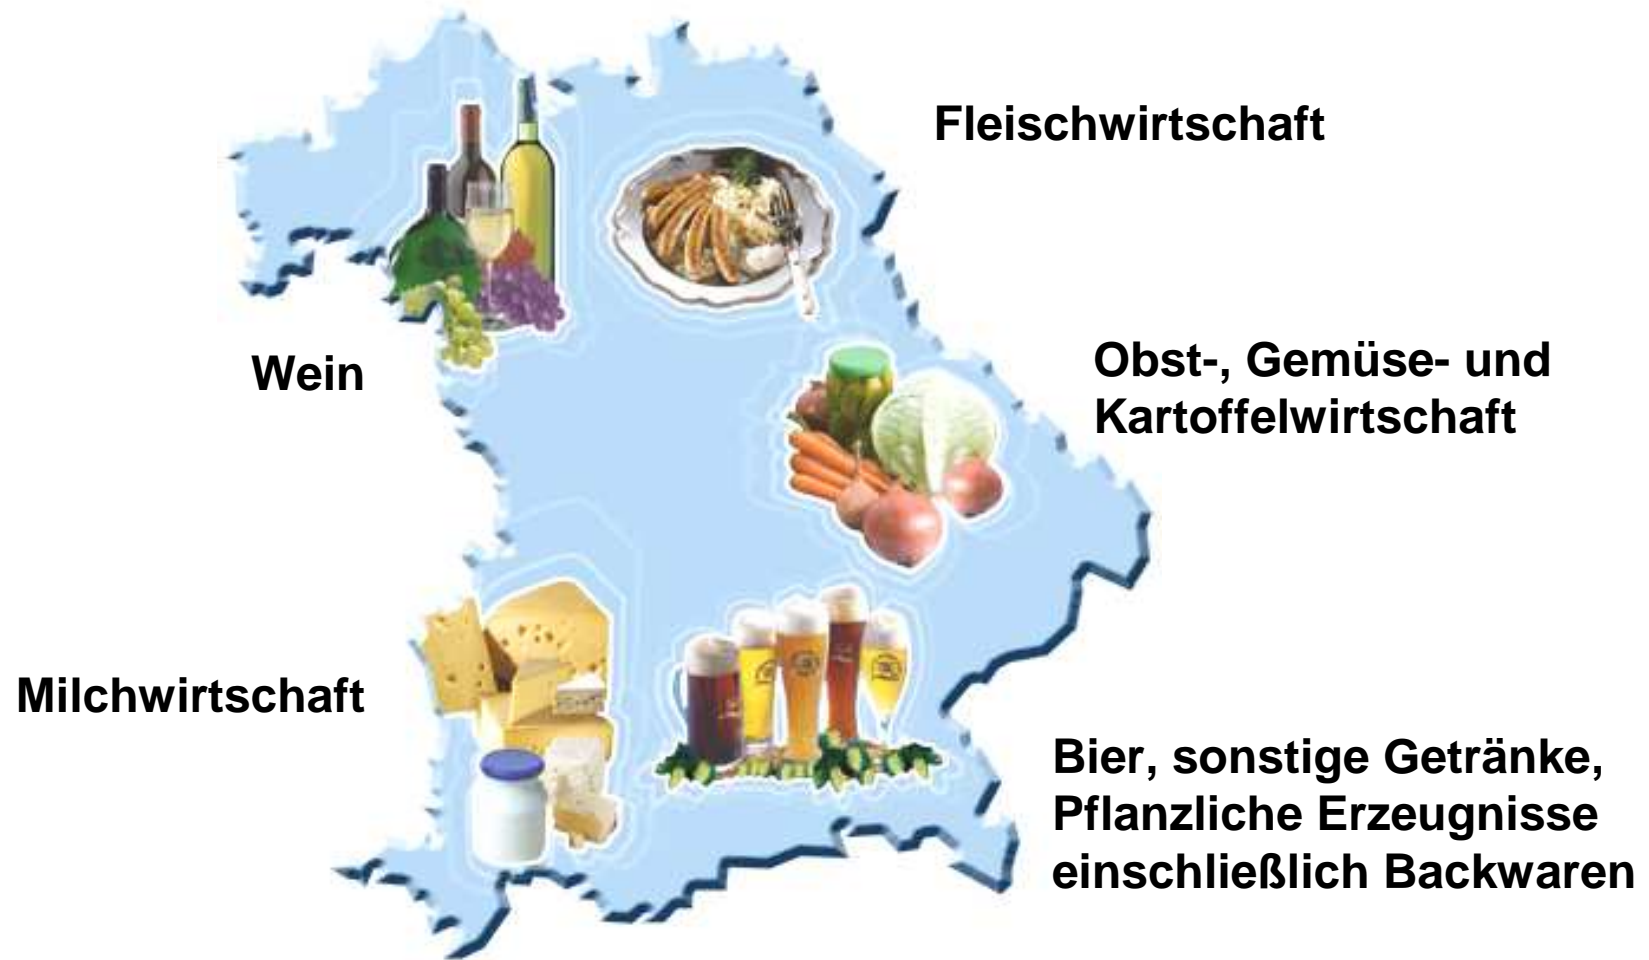 Fleischwirtschaft
Wein
Obst-, Gemüse- und
Kartoffelwirtschaft
Milchwirtschaft
Bier, sonstige Getränke,
Pflanzliche Erzeugnisse
einschließlich Backwaren